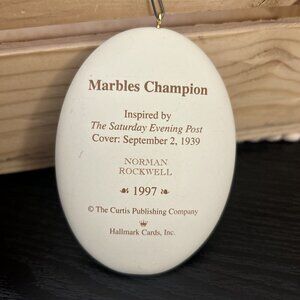 Marbles Champion
Inspired by
The Saturday Evening Post
Cover: September 2, 1939
NORMAN
ROCKWELL
1997
© The Curtis Publishing Company
Hallmark Cards, Inc.